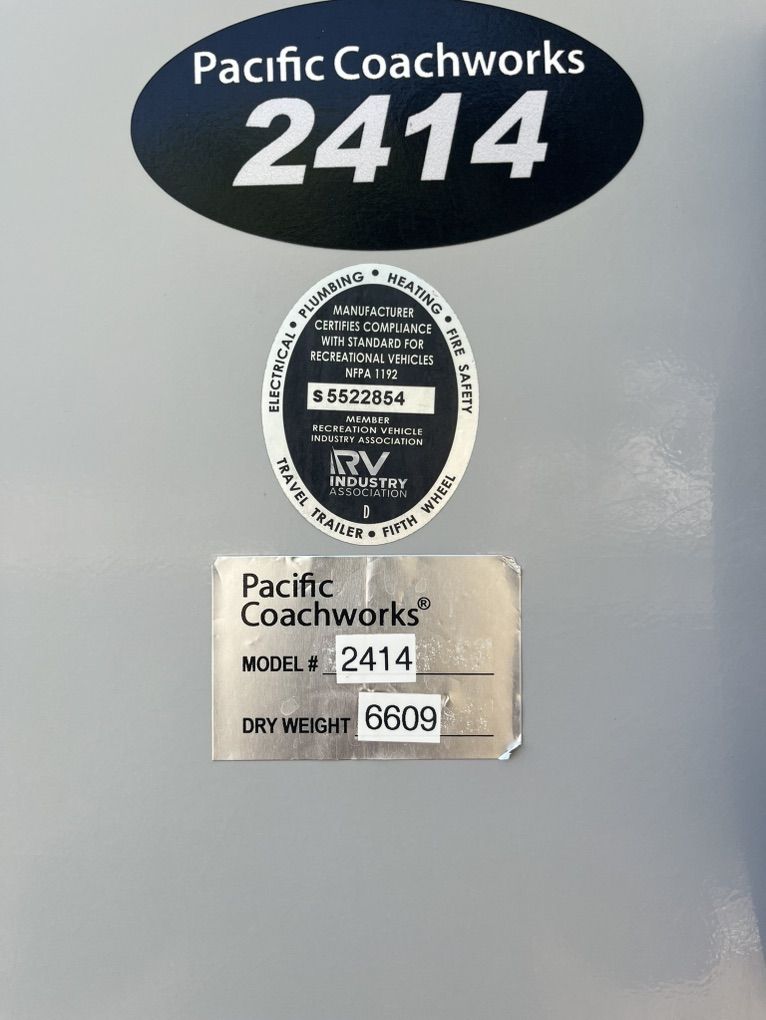 Pacific Coachworks
2414
ELECTRICAL • PLUMBING • HEATING • FIRE SAFETY
MANUFACTURER
CERTIFIES COMPLIANCE
WITH STANDARD FOR
RECREATIONAL VEHICLES
NFPA 1192
S 5522854
MEMBER
RECREATION VEHICLE
INDUSTRY ASSOCIATION
RV
INDUSTRY
ASSOCIATION
D
TRAVEL TRAILER • FIFTH WHEEL
Pacific
Coachworks®
MODEL # 2414
DRY WEIGHT 6609